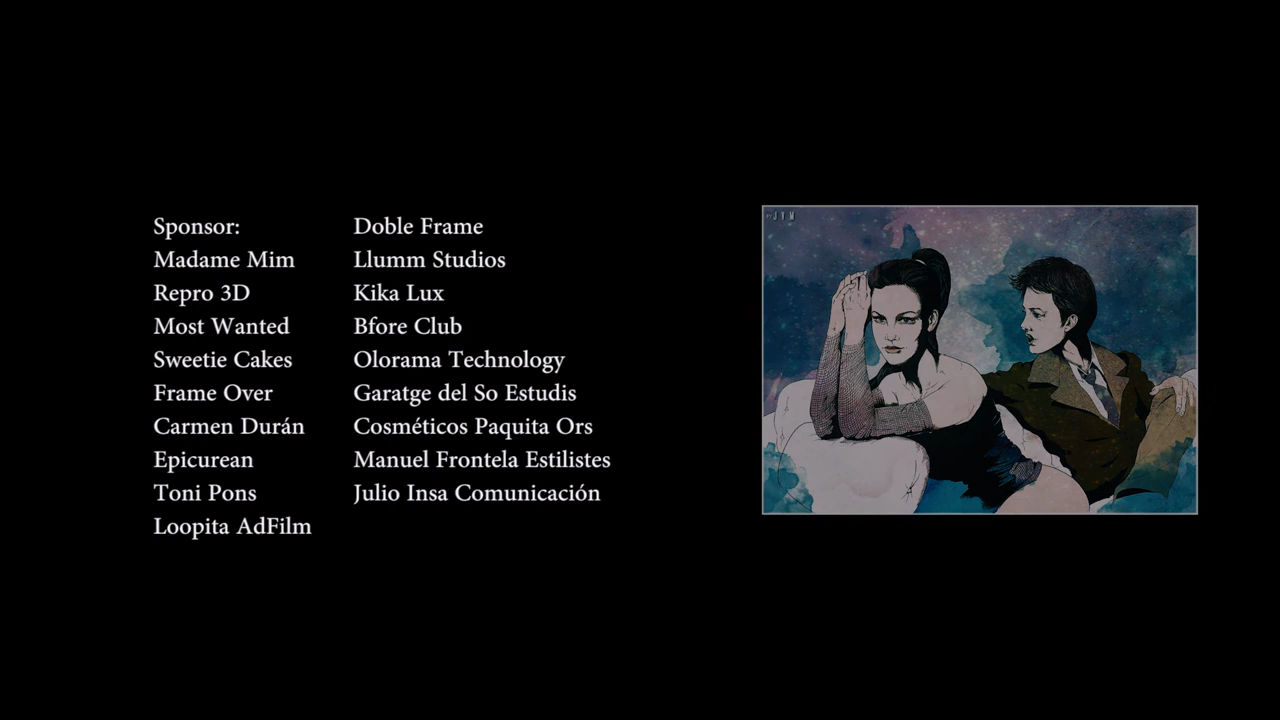 Sponsor:
Madame Mim
Repro 3D
Most Wanted
Sweetie Cakes
Frame Over
Carmen Durán
Epicurean
Toni Pons
Loopita AdFilm
Doble Frame
Llumm Studios
Kika Lux
Bfore Club
Olorama Technology
Garatge del So Estudis
Cosméticos Paquita Ors
Manuel Frontela Estilistes
Julio Insa Comunicación
BY JYM